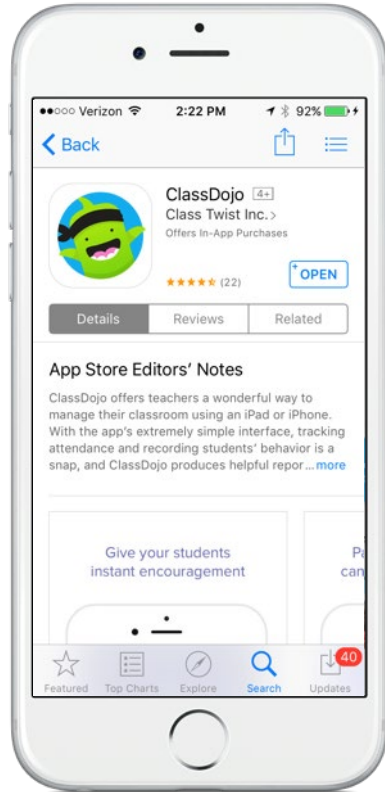 Verizon 2:22 PM 92%
Back
ClassDojo 4+
Class Twist Inc. >
Offers In-App Purchases
(22)
+ OPEN
Details Reviews Related
App Store Editors’ Notes
ClassDojo offers teachers a wonderful way to
manage their classroom using an iPad or iPhone.
With the app's extremely simple interface, tracking
attendance and recording students’ behavior is a
snap, and ClassDojo produces helpful repor... more
Give your students
instant encouragement
Pa
can
Featured Top Charts Explore Search Updates
40